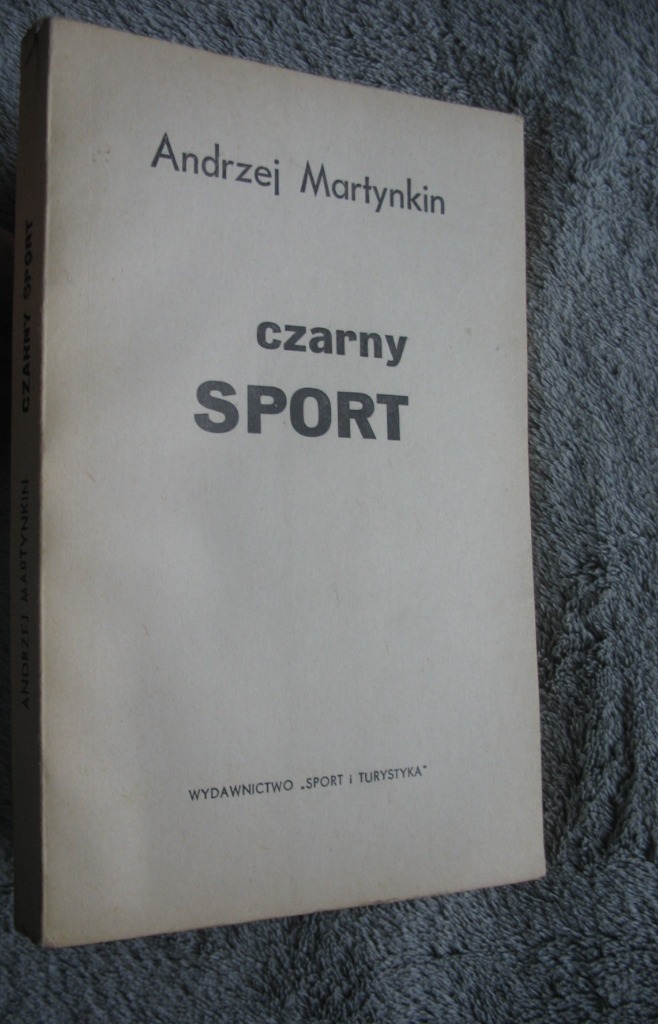 Andrzej Martynkin
czarny
SPORT
WYDAWNICTWO „SPORT i TURYSTYKA"
ANDRZEJ MARTYNKIN CZARNY SPORT